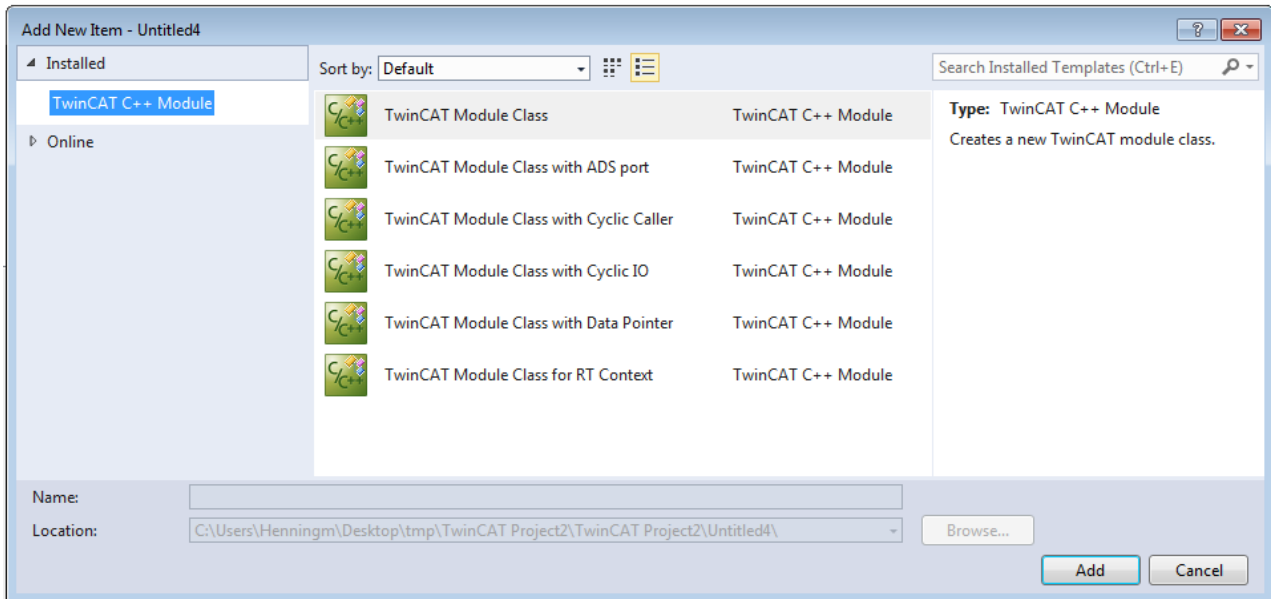 Add New Item - Untitled4
?
Installed
Sort by: Default
Search Installed Templates (Ctrl+E)
TwinCAT C++ Module
Online
TwinCAT Module Class TwinCAT C++ Module
TwinCAT Module Class with ADS port TwinCAT C++ Module
TwinCAT Module Class with Cyclic Caller TwinCAT C++ Module
TwinCAT Module Class with Cyclic IO TwinCAT C++ Module
TwinCAT Module Class with Data Pointer TwinCAT C++ Module
TwinCAT Module Class for RT Context TwinCAT C++ Module
Type: TwinCAT C++ Module
Creates a new TwinCAT module class.
Name:
Location: C:\Users\Henningm\Desktop\tmp\TwinCAT Project2\TwinCAT Project2\Untitled4\ Browse...
Add Cancel